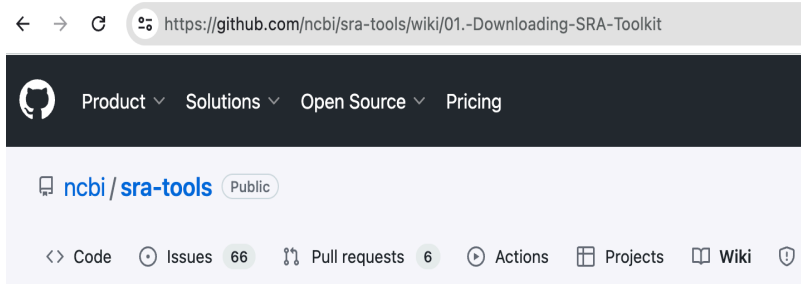 https://github.com/ncbi/sra-tools/wiki/01.-Downloading-SRA-Toolkit
Product Solutions Open Source Pricing
ncbi / sra-tools Public
Code Issues 66 Pull requests 6 Actions Projects Wiki